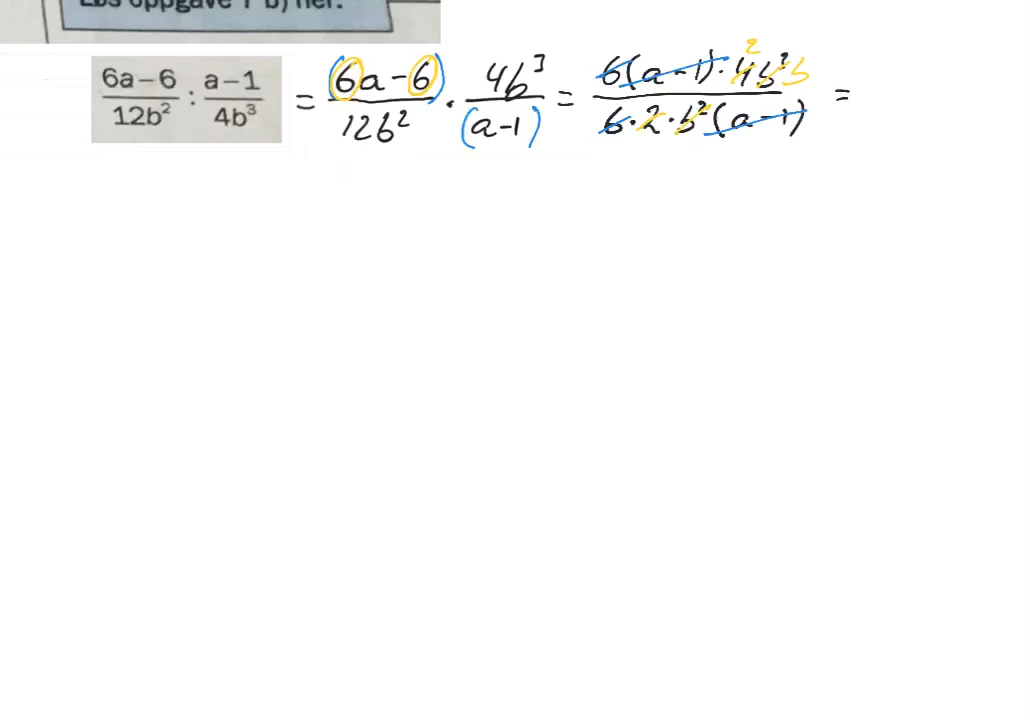 Løs oppgave 1 b) her.
(6a-6)/(12b²) : (a-1)/(4b³) = (6a-6)/(12b²) · 4b³/(a-1) = 6(a-1)·4b³ 2 b/(6·2·b²(a-1)) =